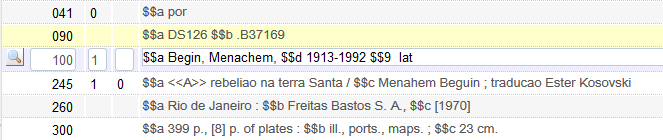 041 0 $$a por
090 $$a DS126 $$b .B37169
100 1 $$a Begin, Menachem, $$d 1913-1992 $$9 lat
245 1 0 $$a <<A>> rebeliao na terra Santa / $$c Menahem Beguin ; traducao Ester Kosovski
260 $$a Rio de Janeiro : $$b Freitas Bastos S. A., $$c [1970]
300 $$a 399 p., [8] p. of plates : $$b ill., ports., maps. ; $$c 23 cm.